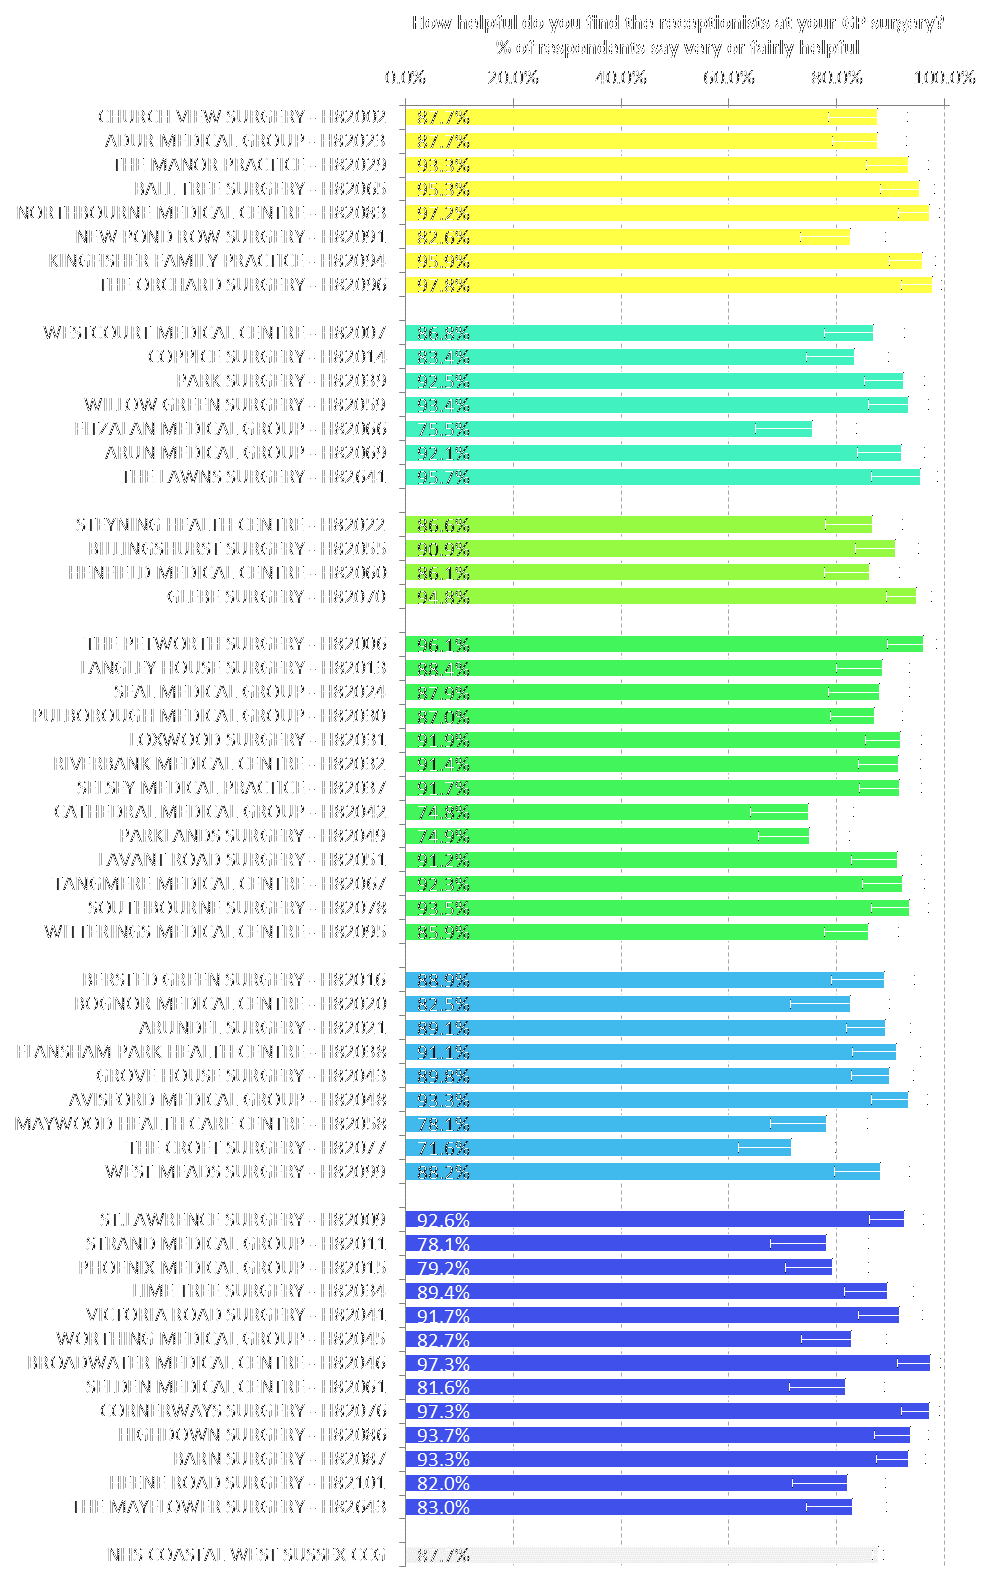 How helpful do you find the receptionists at your GP surgery?
% of respondents say very or fairly helpful
0.0% 20.0% 40.0% 60.0% 80.0% 100.0%
CHURCH VIEW SURGERY - H82002 87.7%
ADUR MEDICAL GROUP - H82023 87.7%
THE MANOR PRACTICE - H82029 93.3%
BALL TREE SURGERY - H82065 95.3%
NORTHBOURNE MEDICAL CENTRE - H82083 97.2%
NEW POND ROW SURGERY - H82091 82.6%
KINGFISHER FAMILY PRACTICE - H82094 95.9%
THE ORCHARD SURGERY - H82096 97.8%
WESTCOURT MEDICAL CENTRE - H82007 86.8%
COPPICE SURGERY - H82014 83.4%
PARK SURGERY - H82039 92.5%
WILLOW GREEN SURGERY - H82059 93.4%
FITZALAN MEDICAL GROUP - H82066 75.5%
ARUN MEDICAL GROUP - H82069 92.1%
THE LAWNS SURGERY - H82641 95.7%
STEYNING HEALTH CENTRE - H82022 86.6%
BILLINGSHURST SURGERY - H82055 90.9%
HENFIELD MEDICAL CENTRE - H82060 86.1%
GLEBE SURGERY - H82070 94.8%
THE PETWORTH SURGERY - H82006 96.1%
LANGLEY HOUSE SURGERY - H82013 88.4%
SEAL MEDICAL GROUP - H82024 87.9%
PULBOROUGH MEDICAL GROUP - H82030 87.0%
LOXWOOD SURGERY - H82031 91.9%
RIVERBANK MEDICAL CENTRE - H82032 91.4%
SELSEY MEDICAL PRACTICE - H82037 91.7%
CATHEDRAL MEDICAL GROUP - H82042 74.8%
PARKLANDS SURGERY - H82049 74.9%
LAVANT ROAD SURGERY - H82051 91.2%
TANGMERE MEDICAL CENTRE - H82067 92.3%
SOUTHBOURNE SURGERY - H82078 93.5%
WITTERINGS MEDICAL CENTRE - H82095 85.9%
BERSTED GREEN SURGERY - H82016 88.9%
BOGNOR MEDICAL CENTRE - H82020 82.5%
ARUNDEL SURGERY - H82021 89.1%
FLANSHAM PARK HEALTH CENTRE - H82038 91.1%
GROVE HOUSE SURGERY - H82043 89.8%
AVISFORD MEDICAL GROUP - H82048 93.3%
MAYWOOD HEALTH CARE CENTRE - H82058 78.1%
THE CROFT SURGERY - H82077 71.6%
WEST MEADS SURGERY - H82099 88.2%
ST.LAWRENCE SURGERY - H82009 92.6%
STRAND MEDICAL GROUP - H82011 78.1%
PHOENIX MEDICAL GROUP - H82015 79.2%
LIME TREE SURGERY - H82034 89.4%
VICTORIA ROAD SURGERY - H82041 91.7%
WORTHING MEDICAL GROUP - H82045 82.7%
BROADWATER MEDICAL CENTRE - H82046 97.3%
SELDEN MEDICAL CENTRE - H82061 81.6%
CORNERWAYS SURGERY - H82076 97.3%
HIGHDOWN SURGERY - H82086 93.7%
BARN SURGERY - H82087 93.3%
HEENE ROAD SURGERY - H82101 82.0%
THE MAYFLOWER SURGERY - H82643 83.0%
NHS COASTAL WEST SUSSEX CCG 87.7%